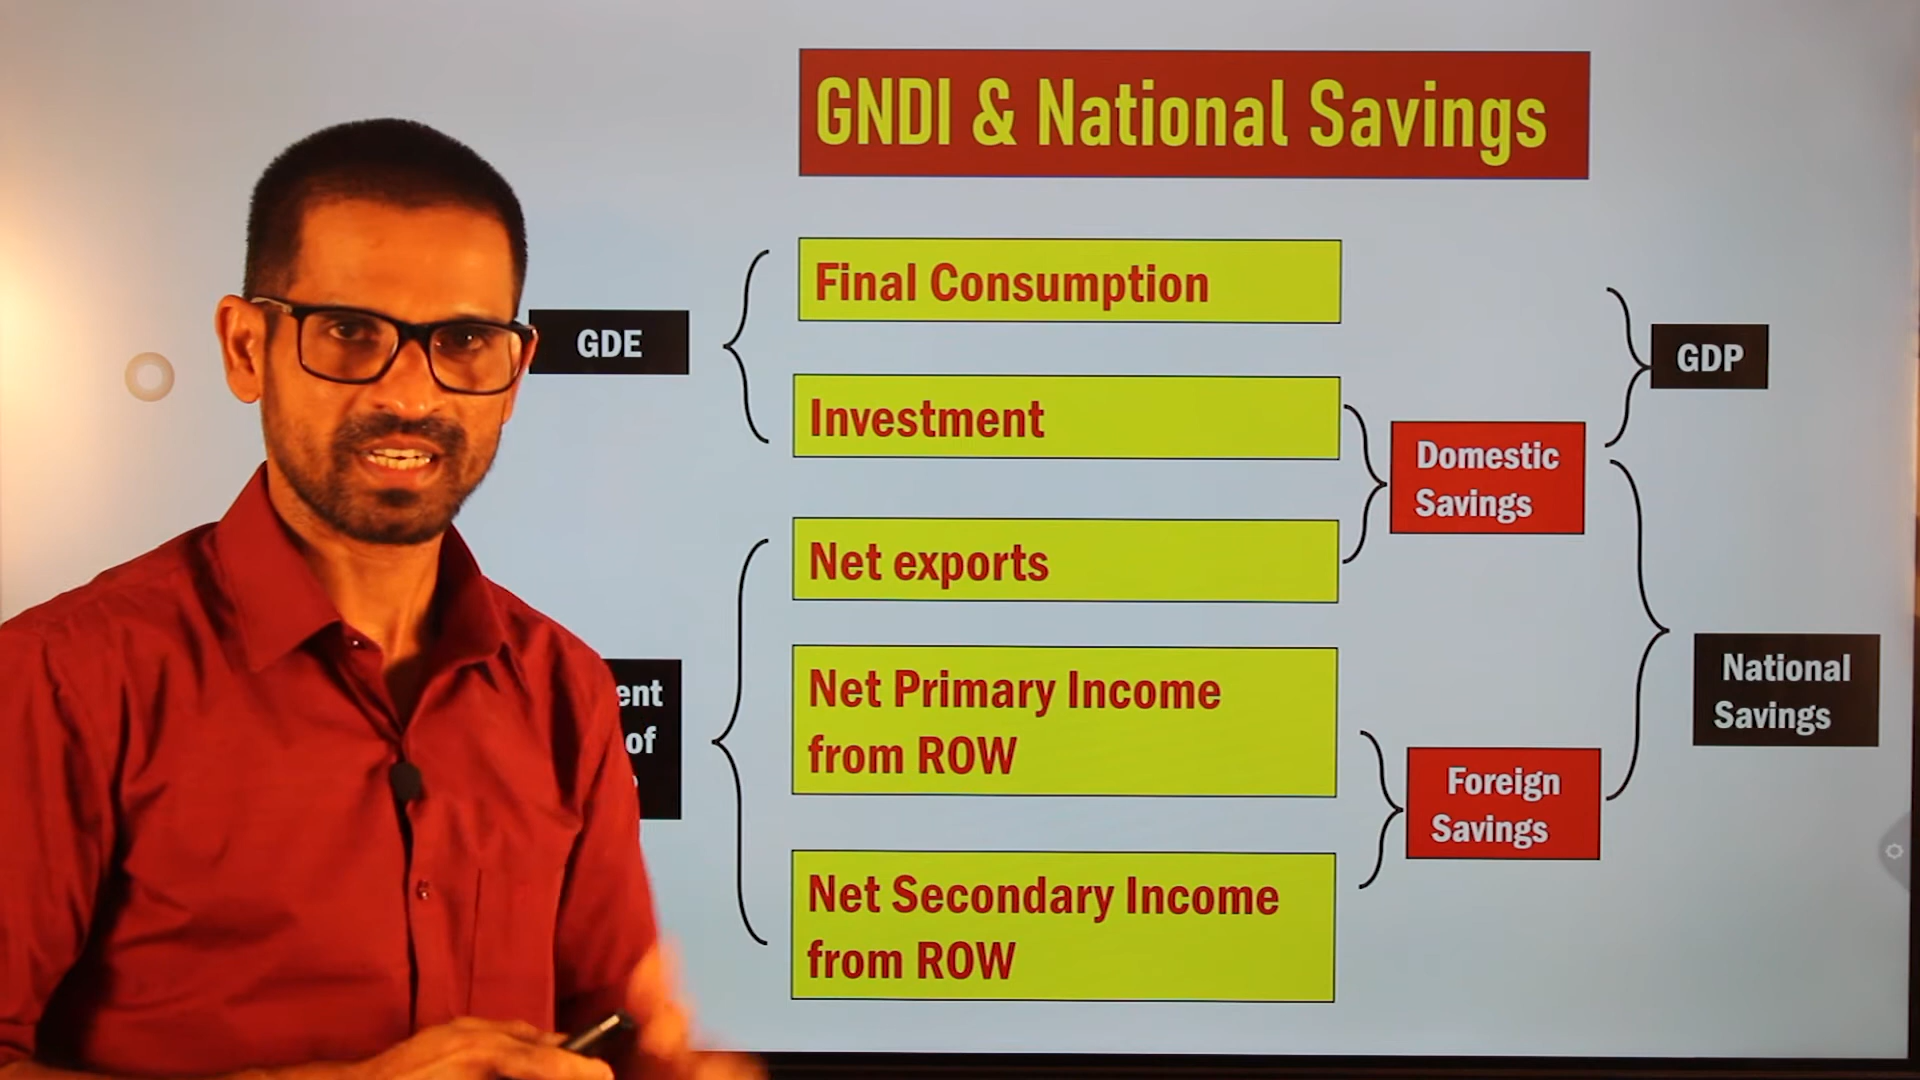 GNDI & National Savings
GDE
Final Consumption
GDP
Investment
Domestic
Savings
Net exports
of
Net Primary Income
from ROW
National
Savings
Foreign
Savings
Net Secondary Income
from ROW